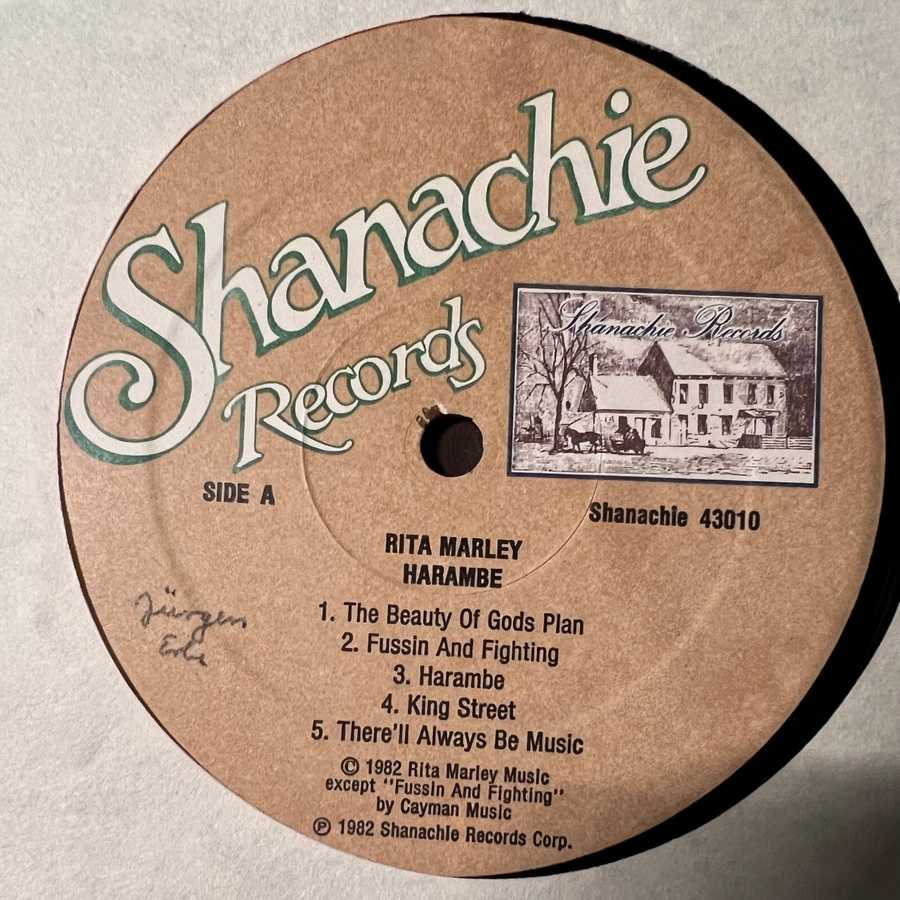 Shanachie
Records
Shanachie Records
SIDE A
Shanachie 43010
RITA MARLEY
HARAMBE
1. The Beauty Of Gods Plan
2. Fussin And Fighting
3. Harambe
4. King Street
5. There'll Always Be Music
© 1982 Rita Marley Music
except "Fussin And Fighting"
by Cayman Music
℗ 1982 Shanachie Records Corp.
Jürgen